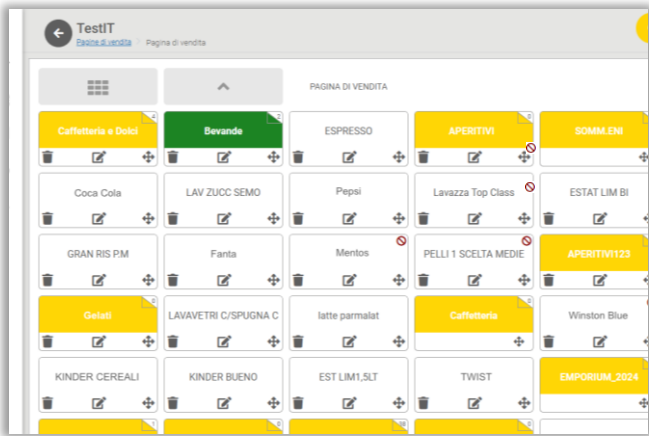 TestIT
Pagine di vendita / Pagina di vendita
PAGINA DI VENDITA
Caffetteria e Dolci
Bevande
ESPRESSO
APERITIVI
SOMM.ENI
Coca Cola
LAV ZUCC SEMO
Pepsi
Lavazza Top Class
ESTAT LIM BI
GRAN RIS P.M
Fanta
Mentos
PELLI 1 SCELTA MEDIE
APERITIVI123
Gelati
LAVAVETRI C/SPUGNA C
latte parmalat
Caffetteria
Winston Blue
KINDER CEREALI
KINDER BUENO
EST LIM1,5LT
TWIST
EMPORIUM_2024